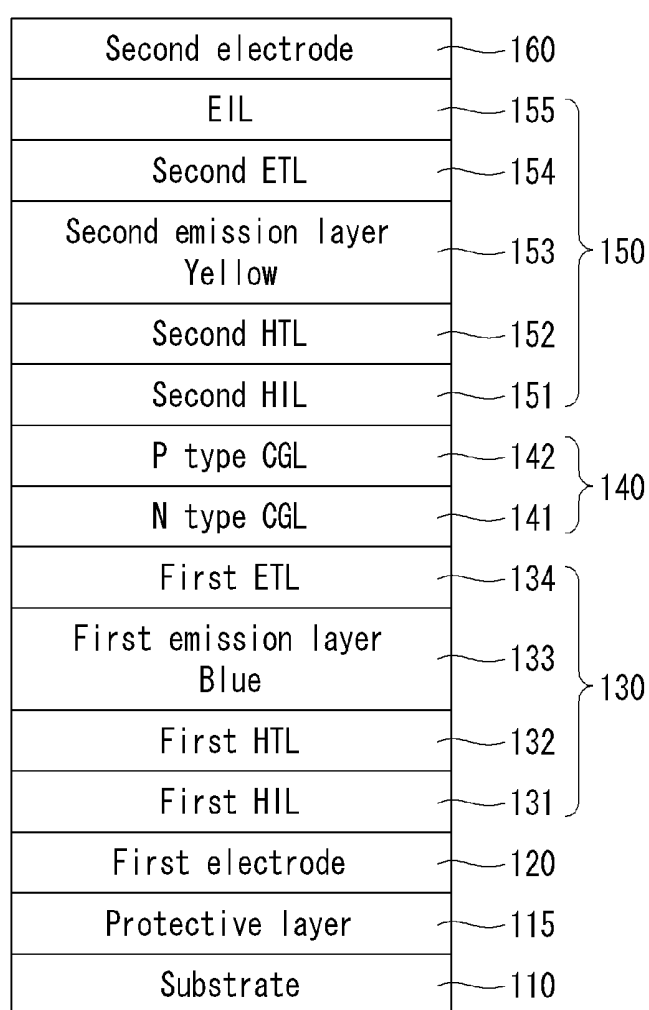 Second electrode 160
EIL 155
Second ETL 154
Second emission layer
Yellow 153
150
Second HTL 152
Second HIL 151
P type CGL 142
140
N type CGL 141
First ETL 134
First emission layer
Blue 133
130
First HTL 132
First HIL 131
First electrode 120
Protective layer 115
Substrate 110